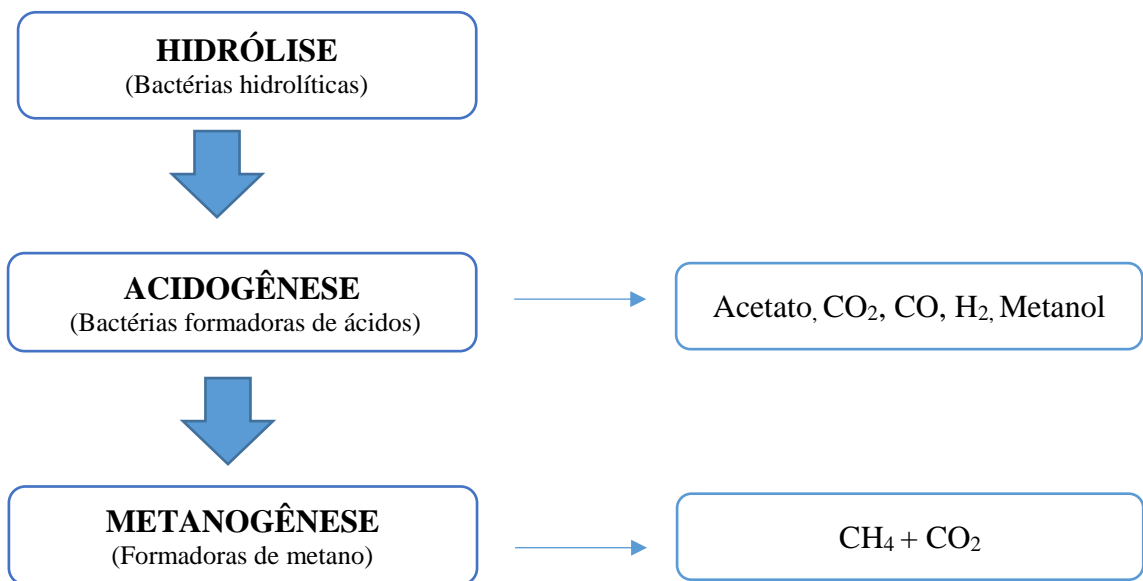 HIDRÓLISE
(Bactérias hidrolíticas)
ACIDOGÊNESE
(Bactérias formadoras de ácidos)
Acetato, CO₂, CO, H₂, Metanol
METANOGÊNESE
(Formadoras de metano)
CH₄ + CO₂